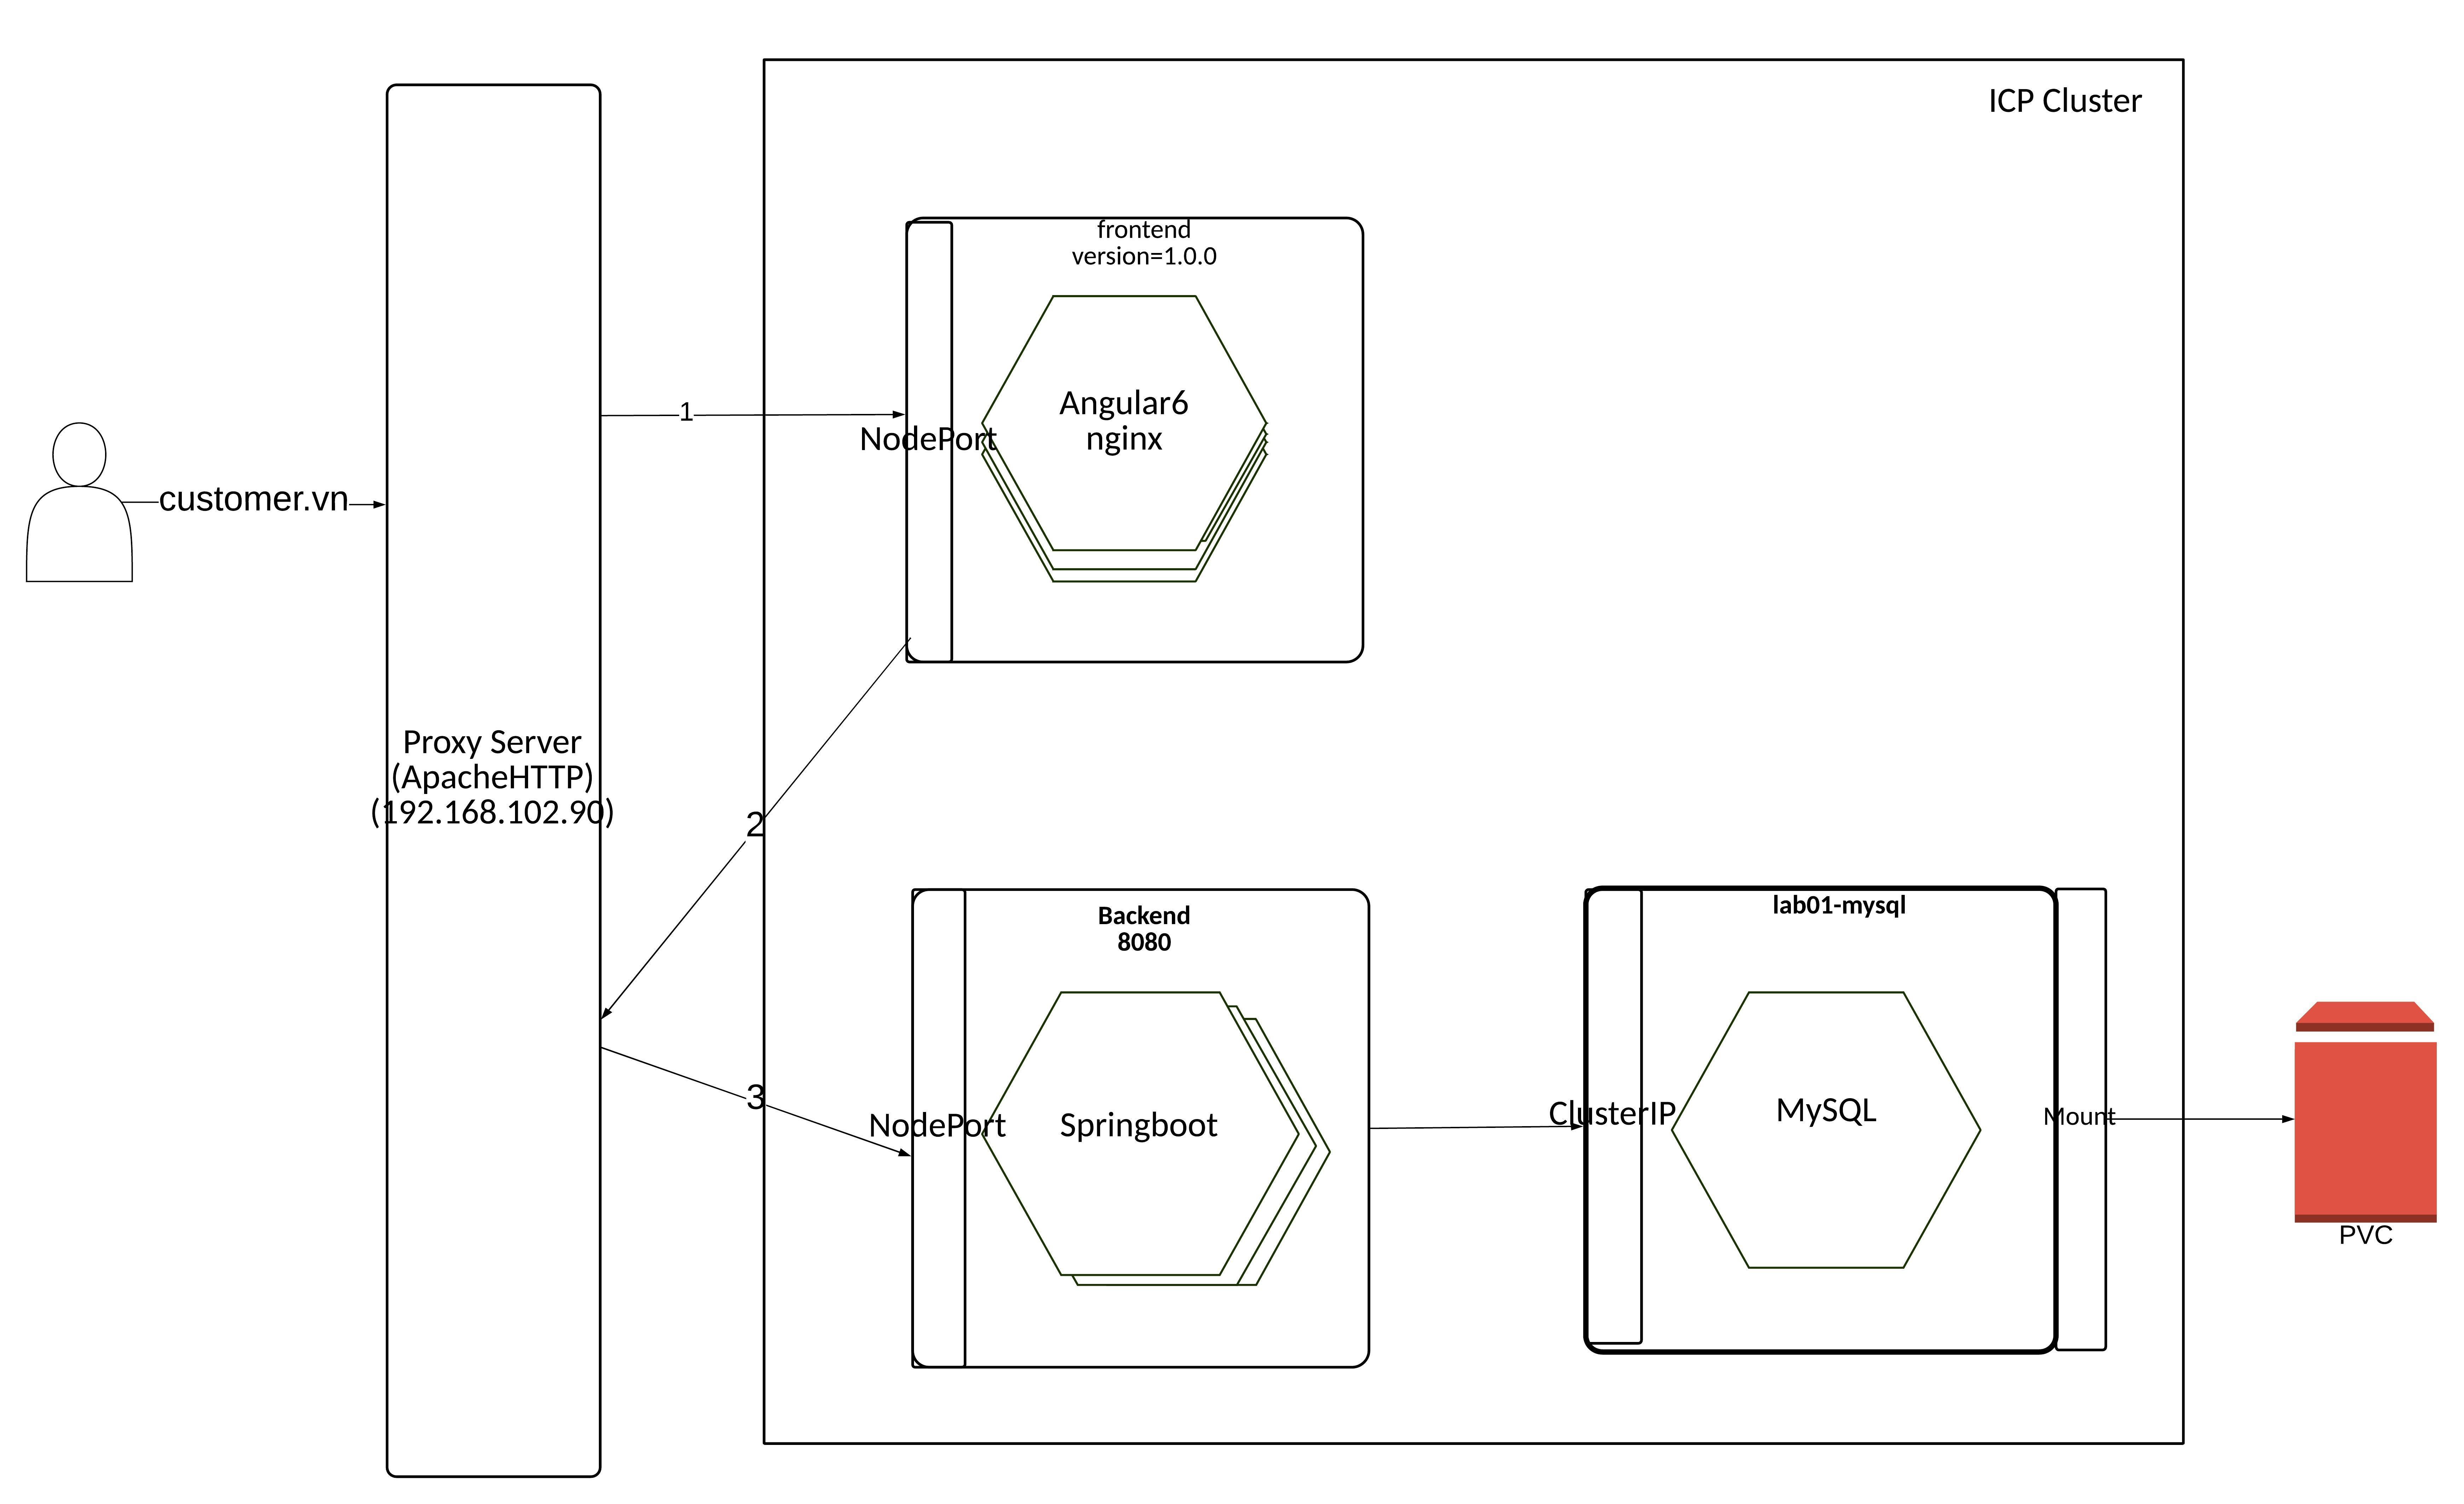 ICP Cluster
frontend
version=1.0.0
Angular6
nginx
NodePort
1
customer.vn
Proxy Server
(ApacheHTTP)
(192.168.102.90)
2
3
Backend
8080
NodePort
Springboot
lab01-mysql
ClusterIP
MySQL
Mount
PVC